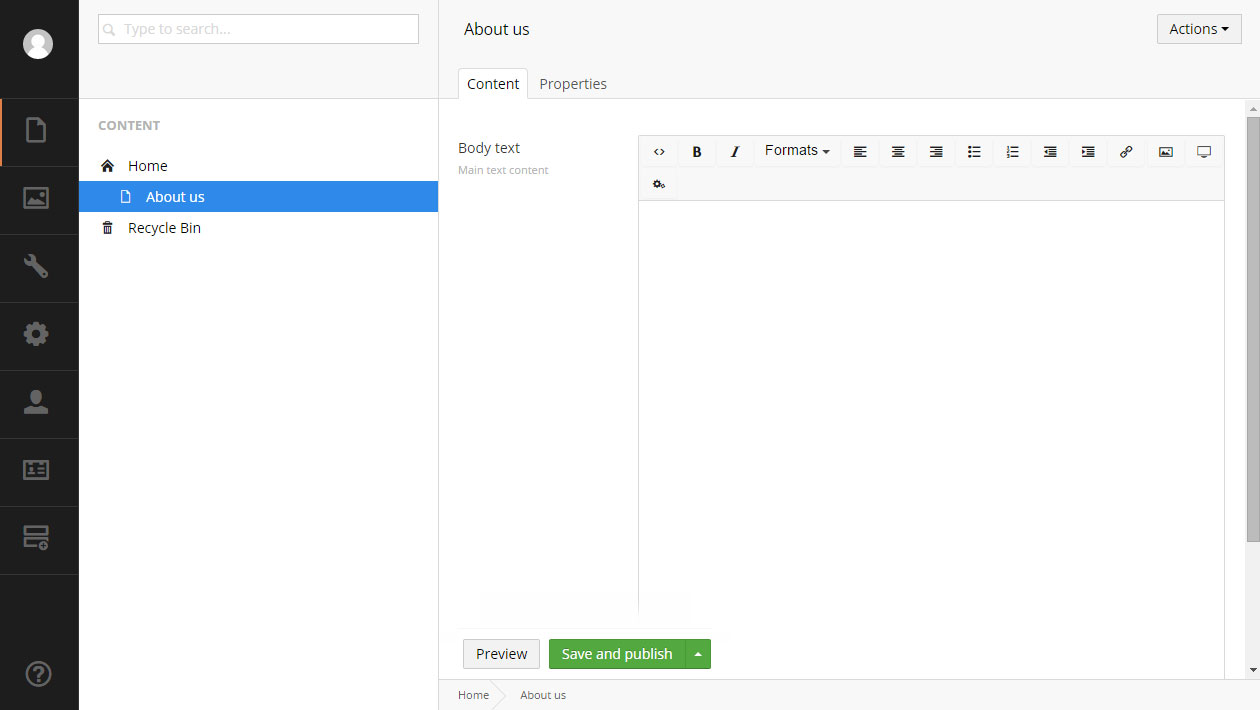 Type to search...
CONTENT
Home
About us
Recycle Bin
About us
Actions
Content
Properties
Body text
Main text content
B I Formats
Preview
Save and publish
Home
About us